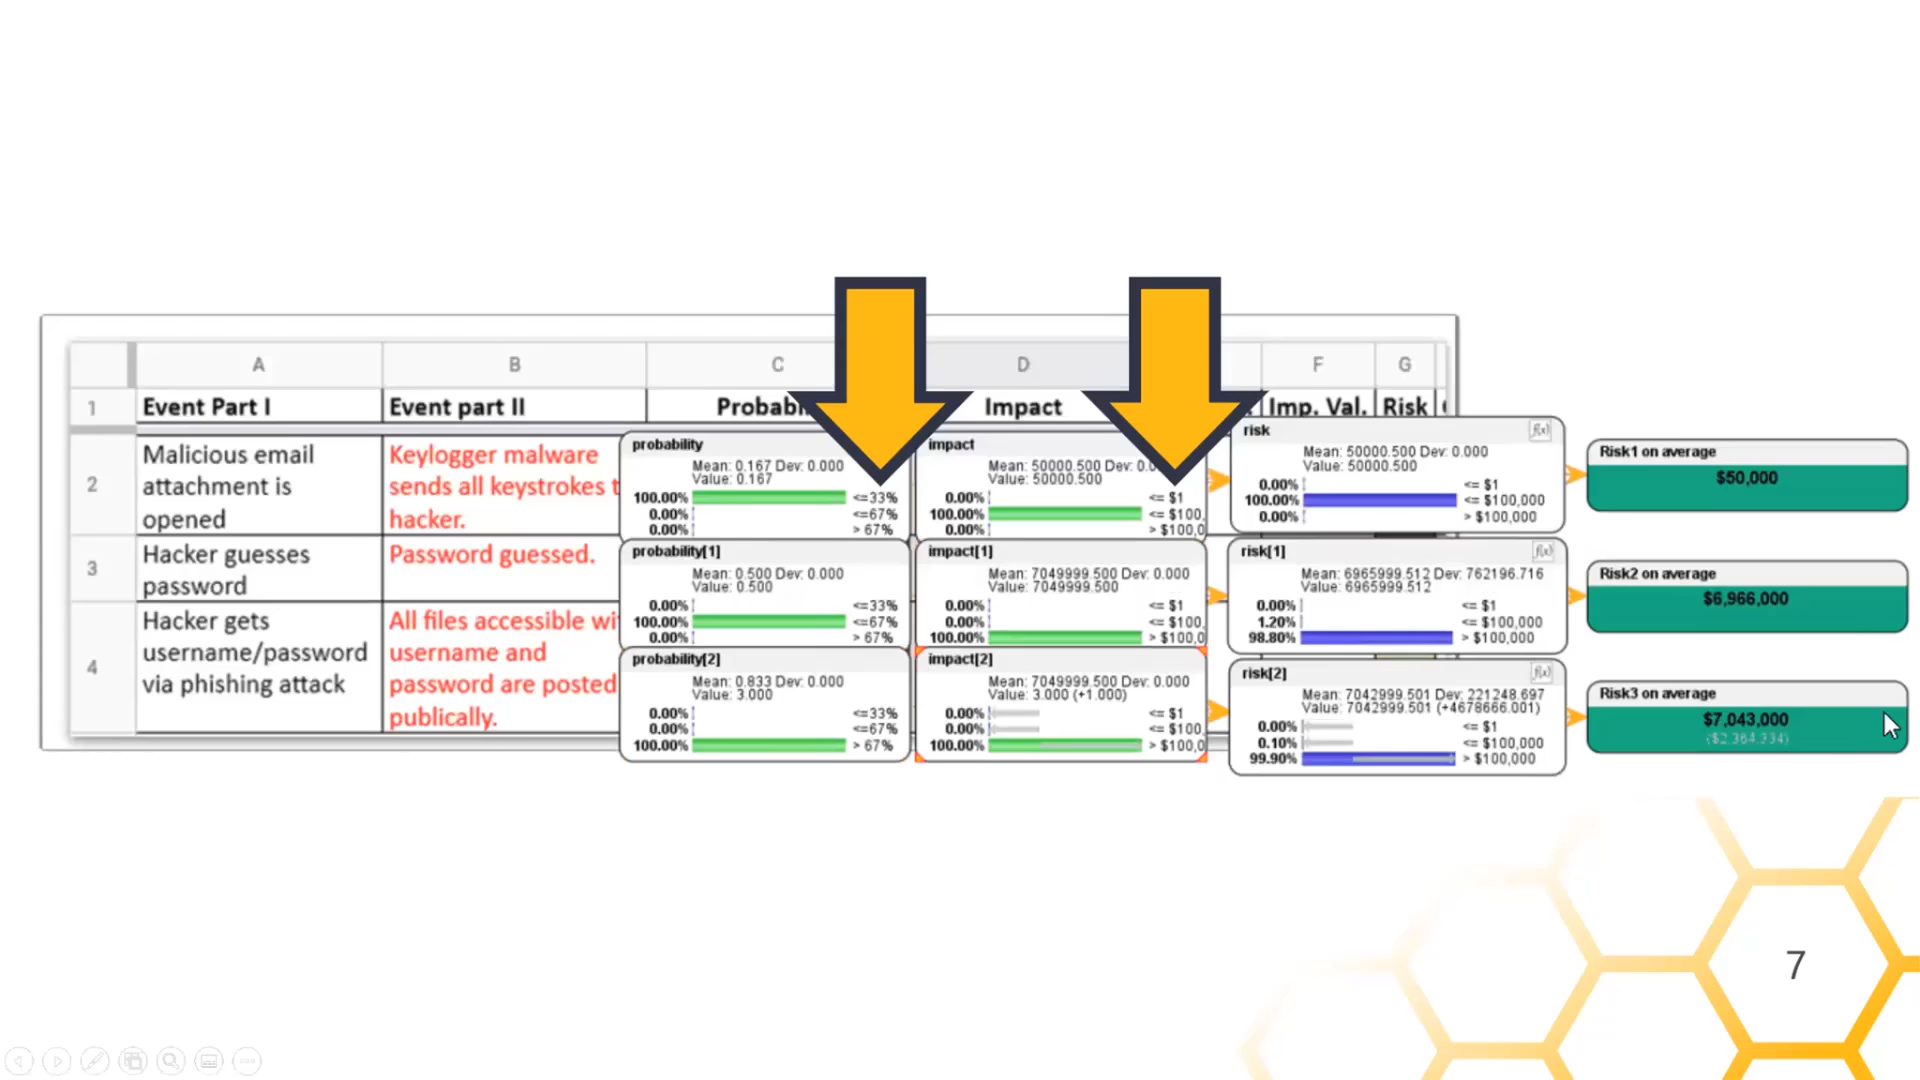 A B C D F G
1 Event Part I Event part II Impact Imp. Val. Risk
2 Malicious email
attachment is
opened
Keylogger malware
sends all keystrokes
hacker.
3 Hacker guesses
password
Password guessed.
4 Hacker gets
username/password
via phishing attack
All files accessible
username and
password are posted
publically.
probability
Mean: 0.167 Dev: 0.000
Value: 0.167
100.00% <=33%
0.00% <=67%
0.00% > 67%
impact
Mean: 50000.500 Dev:
Value: 50000.500
0.00% <= $1
100.00% <= $100,
0.00% > $100,0
risk f(x)
Mean: 50000.500 Dev: 0.000
Value: 50000.500
0.00% <= $1
100.00% <= $100,000
0.00% > $100,000
Risk1 on average
$50,000
probability[1]
Mean: 0.500 Dev: 0.000
Value: 0.500
0.00% <=33%
100.00% <=67%
0.00% > 67%
impact[1]
Mean: 7049999.500 Dev: 0.000
Value: 7049999.500
0.00% <= $1
0.00% <= $100,
100.00% > $100,0
risk[1] f(x)
Mean: 6965999.512 Dev: 762196.716
Value: 6965999.512
0.00% <= $1
1.20% <= $100,000
98.80% > $100,000
Risk2 on average
$6,966,000
probability[2]
Mean: 0.833 Dev: 0.000
Value: 3.000
0.00% <=33%
0.00% <=67%
100.00% > 67%
impact[2]
Mean: 7049999.500 Dev: 0.000
Value: 3.000 (+1.000)
0.00% <= $1
0.00% <= $100,
100.00% > $100,0
risk[2] f(x)
Mean: 7042999.501 Dev: 221248.697
Value: 7042999.501 (+4678666.001)
0.00% <= $1
0.10% <= $100,000
99.90% > $100,000
Risk3 on average
$7,043,000
($2,364,334)
7